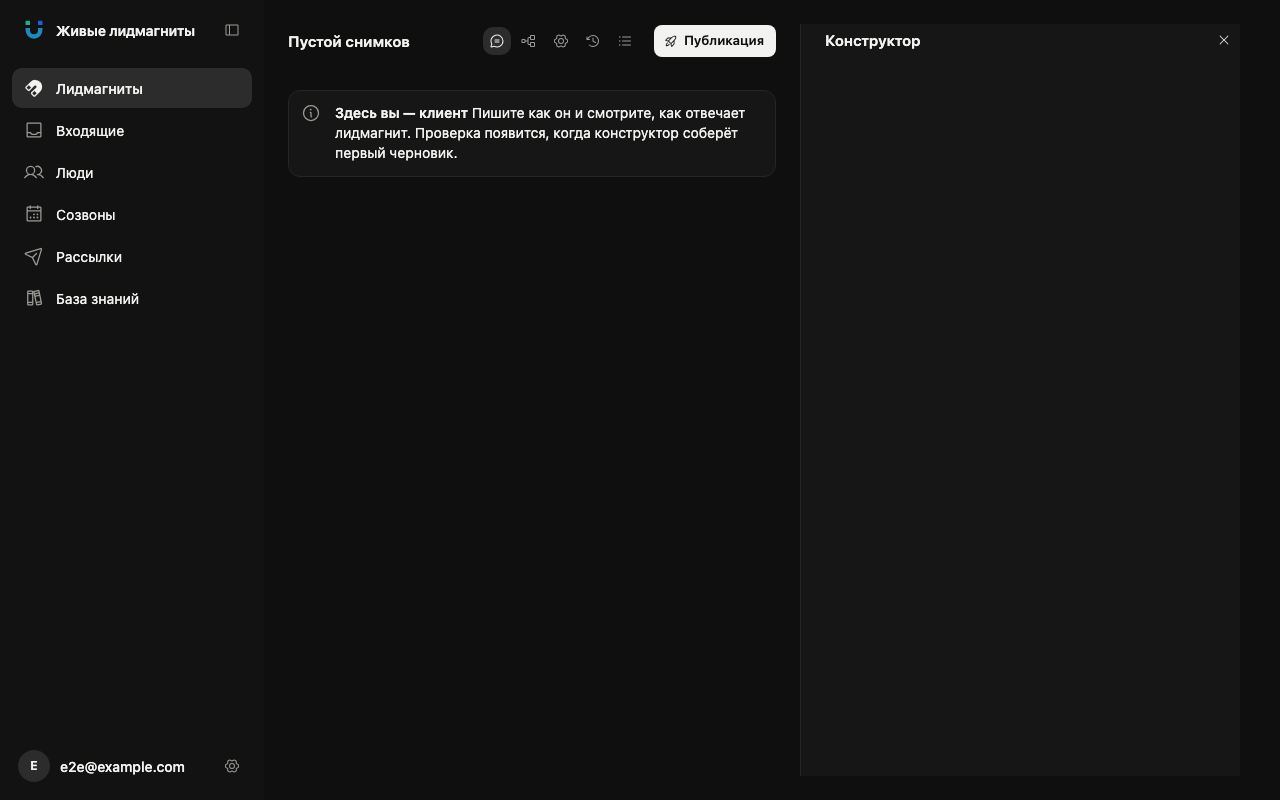 Живые лидмагниты
Лидмагниты
Входящие
Люди
Созвоны
Рассылки
База знаний
E
e2e@example.com
Пустой снимков
Публикация
Здесь вы — клиент Пишите как он и смотрите, как отвечает
лидмагнит. Проверка появится, когда конструктор соберёт
первый черновик.
Конструктор